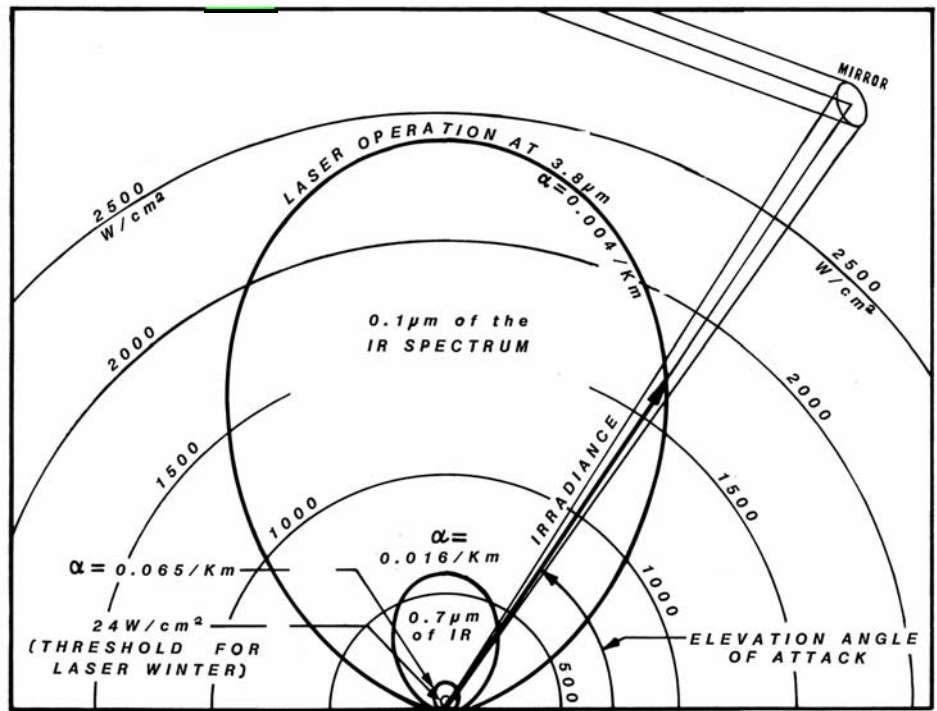 MIRROR
LASER OPERATION AT 3.8µm
α=0.004/Km
2500
W/cm²
2500
W/cm²
0.1µm of the
IR SPECTRUM
2000
2000
1500
1500
IRRADIANCE
1000
1000
α=
0.016/Km
α= 0.065/Km
0.7µm
of IR
24W/cm²
(THRESHOLD FOR
LASER WINTER)
ELEVATION ANGLE
OF ATTACK
500